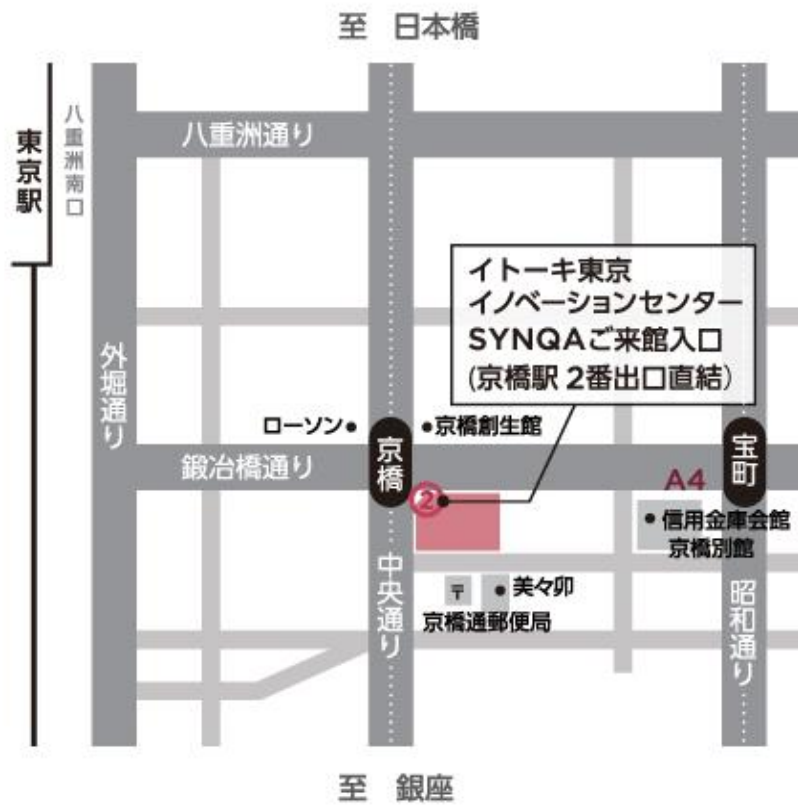 至 日本橋
八重洲通り
東京駅
八重洲南口
イトーキ東京
イノベーションセンター
SYNQAご来館入口
(京橋駅 2番出口直結)
外堀通り
ローソン
京橋
京橋創生館
宝町
鍛冶橋通り
A4
2
信用金庫会館
京橋別館
中央通り
〒
美々卯
京橋通郵便局
昭和通り
至 銀座